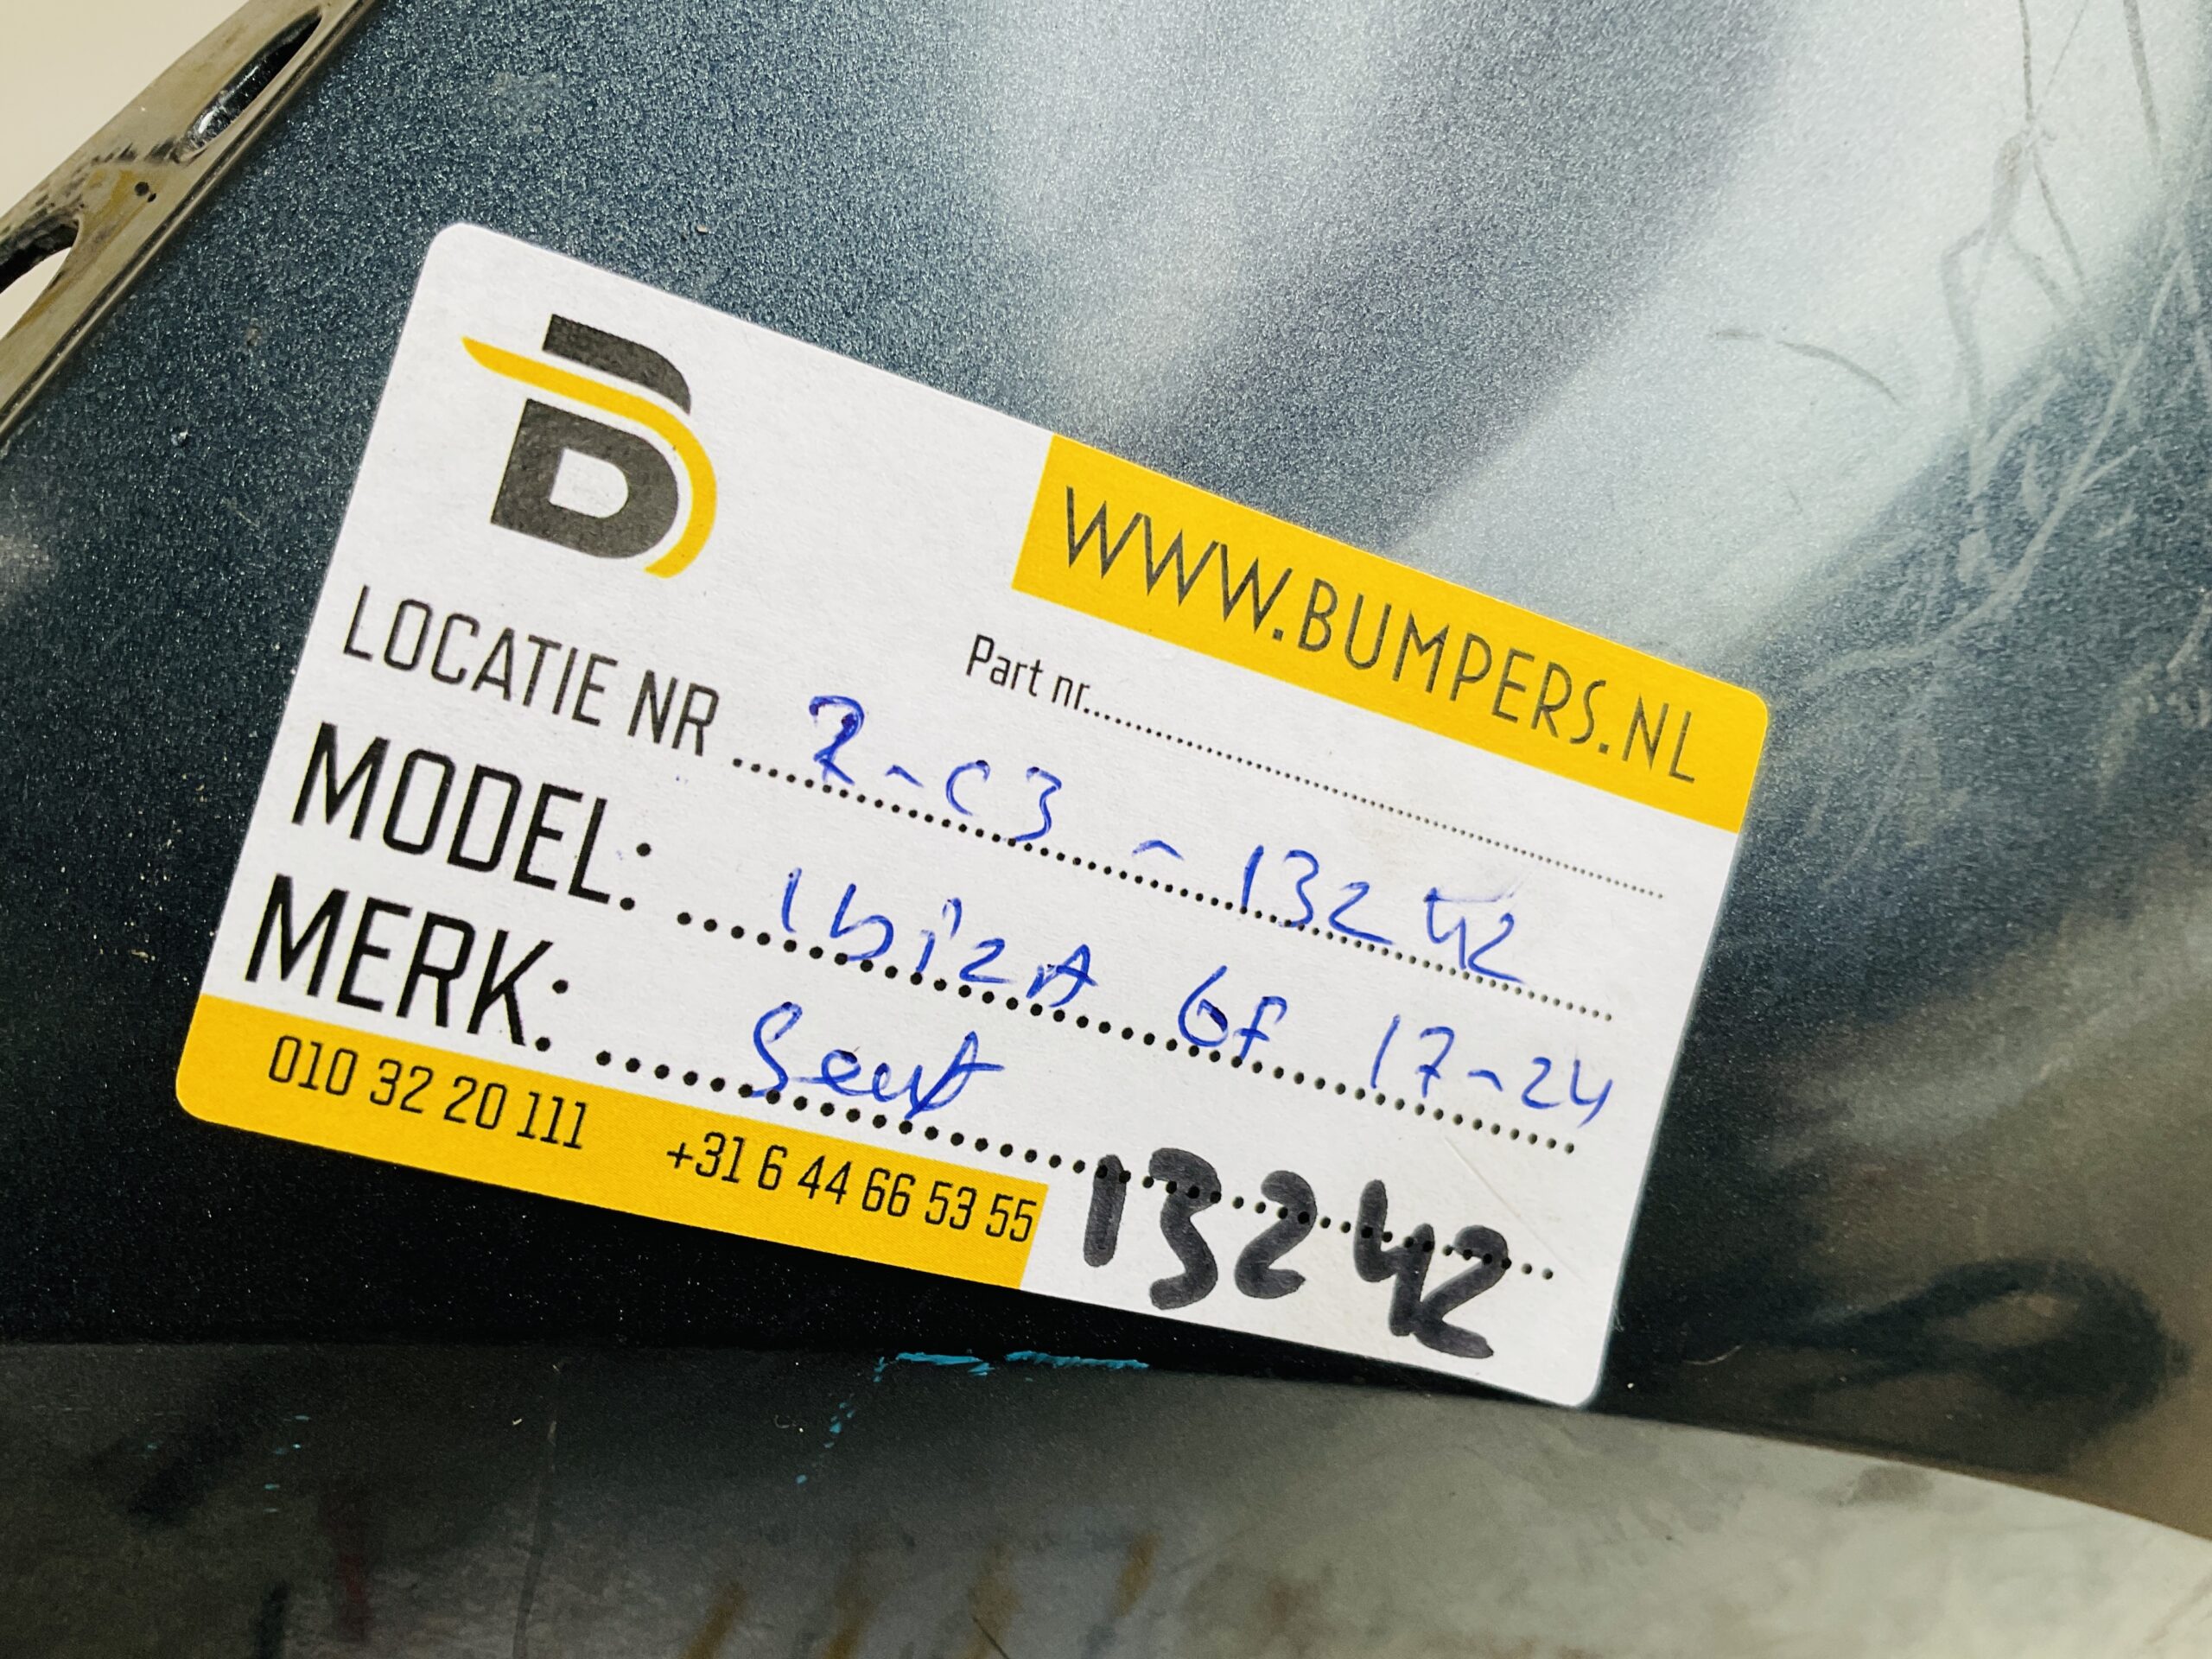 B
WWW.BUMPERS.NL
Part nr.....
LOCATIE NR ..... 2-C3 - 13242
MODEL: ..... IbizA 6f 17-24
MERK: ..... Seat
010 32 20 111 +31 6 44 66 53 55
13242